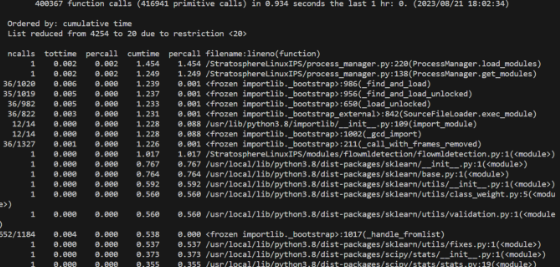 400367 function calls (416941 primitive calls) in 0.934 seconds the last 1 hr: 0. (2023/08/21 18:02:34)
Ordered by: cumulative time
List reduced from 4254 to 20 due to restriction <20>
ncalls tottime percall cumtime percall filename:lineno(function)
1 0.002 0.002 1.454 1.454 /StratosphereLinuxIPS/process_manager.py:220(ProcessManager.load_modules)
1 0.002 0.002 1.249 1.249 /StratosphereLinuxIPS/process_manager.py:138(ProcessManager.get_modules)
36/1020 0.006 0.000 1.239 0.001 <frozen importlib._bootstrap>:986(_find_and_load)
35/1019 0.005 0.000 1.237 0.001 <frozen importlib._bootstrap>:956(_find_and_load_unlocked)
36/982 0.005 0.000 1.233 0.001 <frozen importlib._bootstrap>:650(_load_unlocked)
36/822 0.003 0.000 1.231 0.001 <frozen importlib._bootstrap_external>:842(SourceFileLoader.exec_module)
12/14 0.000 0.000 1.228 0.088 /usr/lib/python3.8/importlib/__init__.py:109(import_module)
12/14 0.000 0.000 1.228 0.088 <frozen importlib._bootstrap>:1002(_gcd_import)
36/1327 0.001 0.000 1.226 0.001 <frozen importlib._bootstrap>:211(_call_with_frames_removed)
1 0.000 0.000 1.017 1.017 /StratosphereLinuxIPS/modules/flowmldetection/flowmldetection.py:1(<module>)
1 0.000 0.000 0.767 0.767 /usr/local/lib/python3.8/dist-packages/sklearn/__init__.py:1(<module>)
1 0.000 0.000 0.764 0.764 /usr/local/lib/python3.8/dist-packages/sklearn/base.py:1(<module>)
1 0.000 0.000 0.592 0.592 /usr/local/lib/python3.8/dist-packages/sklearn/utils/__init__.py:1(<module>)
1 0.000 0.000 0.560 0.560 /usr/local/lib/python3.8/dist-packages/sklearn/utils/class_weight.py:5(<modu
le>)
1 0.000 0.000 0.560 0.560 /usr/local/lib/python3.8/dist-packages/sklearn/utils/validation.py:1(<module>)
652/1184 0.004 0.000 0.538 0.000 <frozen importlib._bootstrap>:1017(_handle_fromlist)
1 0.000 0.000 0.537 0.537 /usr/local/lib/python3.8/dist-packages/sklearn/utils/fixes.py:1(<module>)
1 0.000 0.000 0.373 0.373 /usr/local/lib/python3.8/dist-packages/scipy/stats/__init__.py:1(<module>)
1 0.000 0.000 0.355 0.355 /usr/local/lib/python3.8/dist-packages/scipy/stats/stats.py:19(<module>)